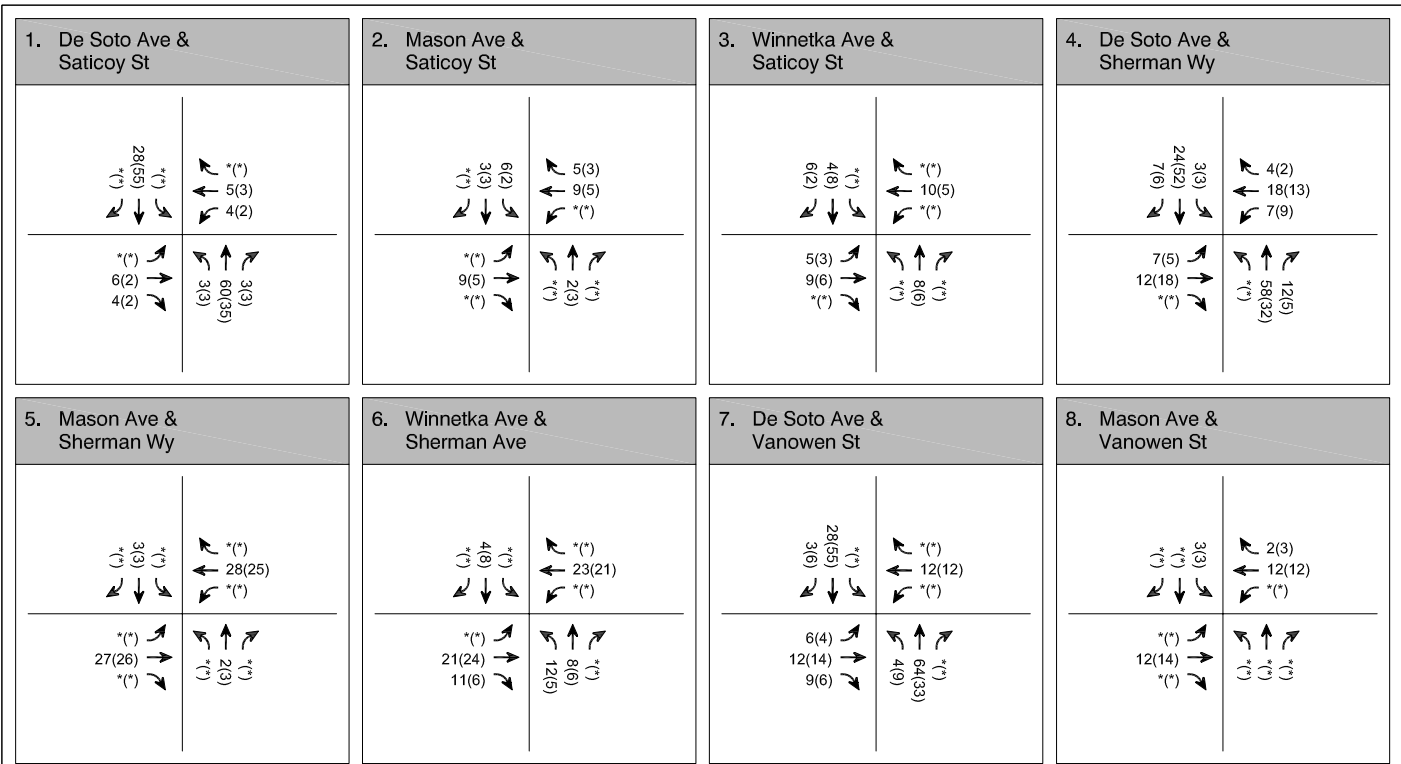 1. De Soto Ave &
Saticoy St
*(*) 28(55) *(*)
*(*)
5(3)
4(2)
*(*)
6(2)
4(2)
3(3) 60(35) 3(3)
2. Mason Ave &
Saticoy St
*(*) 3(3) 6(2)
5(3)
9(5)
*(*)
*(*)
9(5)
*(*)
*(*) 2(3) *(*)
3. Winnetka Ave &
Saticoy St
6(2) 4(8) *(*)
*(*)
10(5)
*(*)
5(3)
9(6)
*(*)
*(*) 8(6) *(*)
4. De Soto Ave &
Sherman Wy
7(6) 24(52) 3(3)
4(2)
18(13)
7(9)
7(5)
12(18)
*(*)
*(*) 58(32) 12(5)
5. Mason Ave &
Sherman Wy
*(*) 3(3) *(*)
*(*)
28(25)
*(*)
*(*)
27(26)
*(*)
*(*) 2(3) *(*)
6. Winnetka Ave &
Sherman Ave
*(*) 4(8) *(*)
*(*)
23(21)
*(*)
*(*)
21(24)
11(6)
12(5) 8(6) *(*)
7. De Soto Ave &
Vanowen St
3(6) 28(55) *(*)
*(*)
12(12)
*(*)
6(4)
12(14)
9(6)
4(9) 64(33) *(*)
8. Mason Ave &
Vanowen St
*(*) *(*) 3(3)
2(3)
12(12)
*(*)
*(*)
12(14)
*(*)
*(*) *(*) *(*)